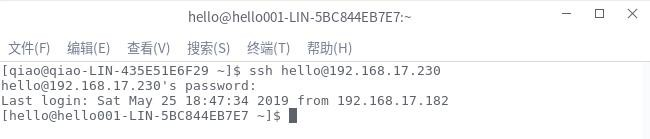 hello@hello001-LIN-5BC844EB7E7:~
文件(F) 编辑(E) 查看(V) 搜索(S) 终端(T) 帮助(H)
[qiao@qiao-LIN-435E51E6F29 ~]$ ssh hello@192.168.17.230
hello@192.168.17.230's password:
Last login: Sat May 25 18:47:34 2019 from 192.168.17.182
[hello@hello001-LIN-5BC844EB7E7 ~]$